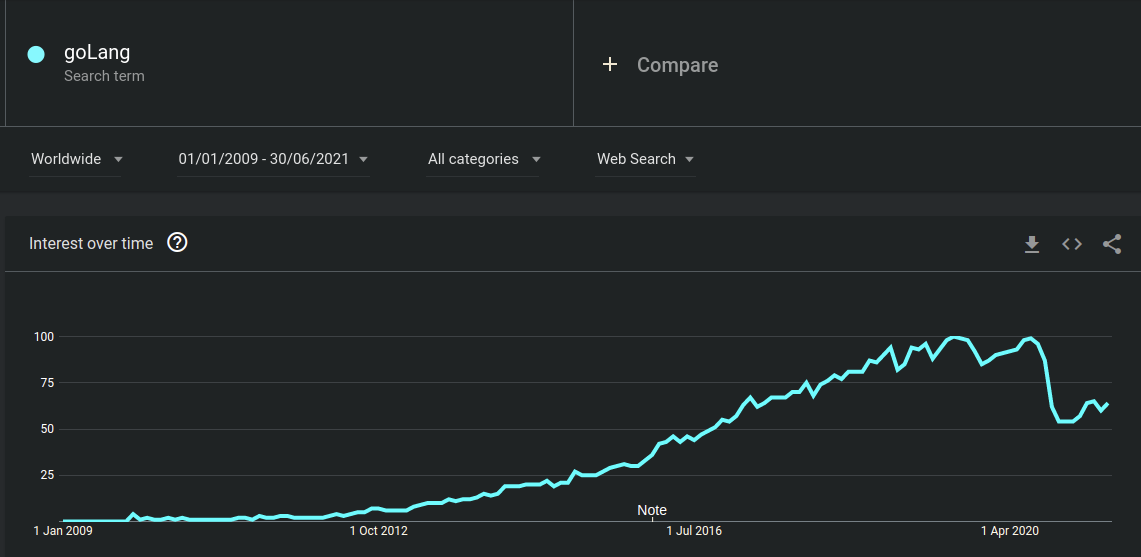 goLang
Search term
+ Compare
Worldwide
01/01/2009 - 30/06/2021
All categories
Web Search
Interest over time ?
<>
100
75
50
25
Note
1 Jan 2009
1 Oct 2012
1 Jul 2016
1 Apr 2020